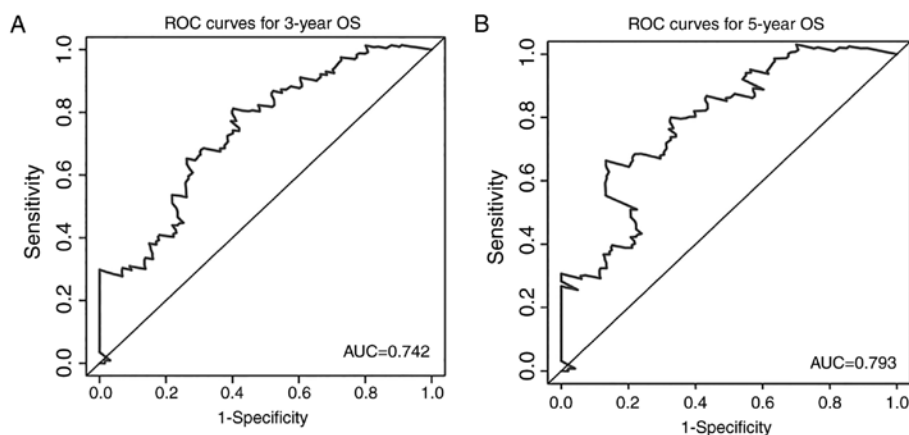 A
ROC curves for 3-year OS
Sensitivity
1.0
0.8
0.6
0.4
0.2
0.0
AUC=0.742
0.0 0.2 0.4 0.6 0.8 1.0
1-Specificity
B
ROC curves for 5-year OS
Sensitivity
1.0
0.8
0.6
0.4
0.2
0.0
AUC=0.793
0.0 0.2 0.4 0.6 0.8 1.0
1-Specificity